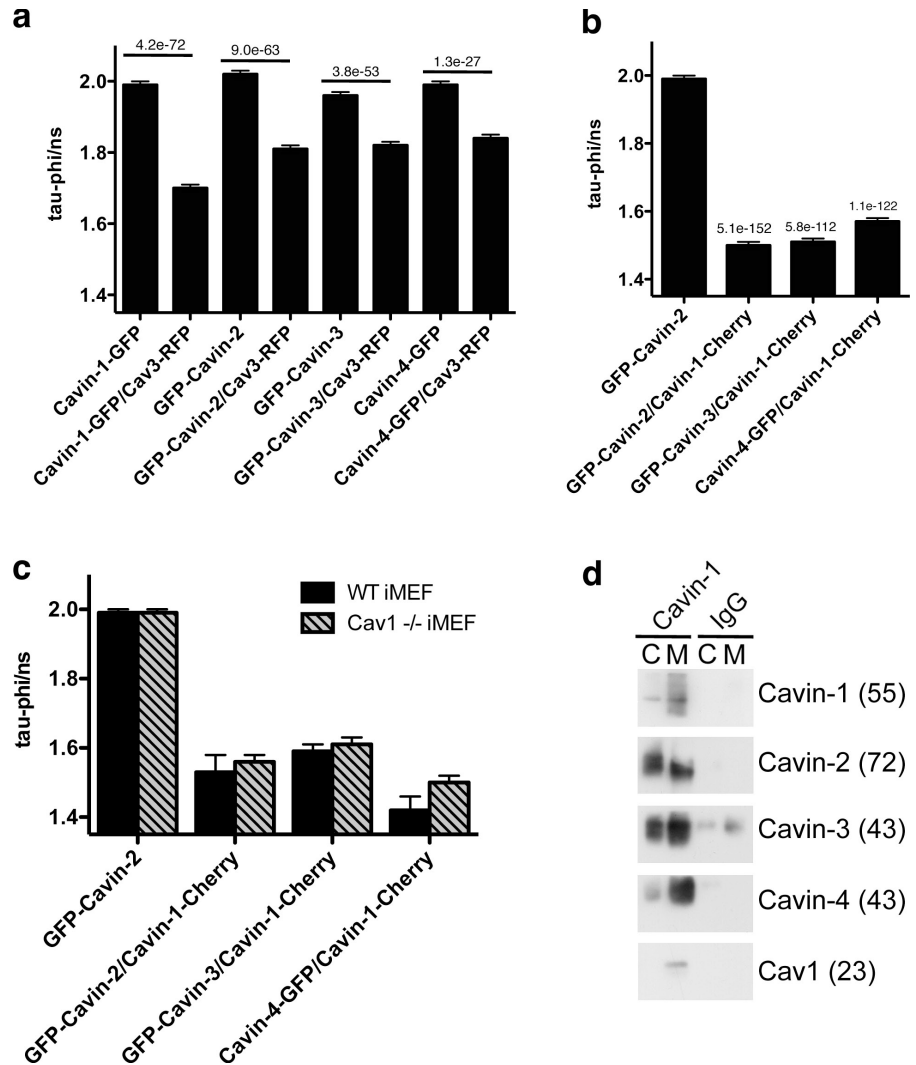 a
4.2e-72
9.0e-63
3.8e-53
1.3e-27
tau-phi/ns
2.0
1.8
1.6
1.4
Cavin-1-GFP
Cavin-1-GFP/Cav3-RFP
GFP-Cavin-2
GFP-Cavin-2/Cav3-RFP
GFP-Cavin-3
GFP-Cavin-3/Cav3-RFP
Cavin-4-GFP
Cavin-4-GFP/Cav3-RFP
b
tau-phi/ns
2.0
1.8
1.6
1.4
5.1e-152
5.8e-112
1.1e-122
GFP-Cavin-2
GFP-Cavin-2/Cavin-1-Cherry
GFP-Cavin-3/Cavin-1-Cherry
Cavin-4-GFP/Cavin-1-Cherry
c
tau-phi/ns
2.0
1.8
1.6
1.4
WT iMEF
Cav1 -/- iMEF
GFP-Cavin-2
GFP-Cavin-2/Cavin-1-Cherry
GFP-Cavin-3/Cavin-1-Cherry
Cavin-4-GFP/Cavin-1-Cherry
d
Cavin-1
IgG
C M C M
Cavin-1 (55)
Cavin-2 (72)
Cavin-3 (43)
Cavin-4 (43)
Cav1 (23)